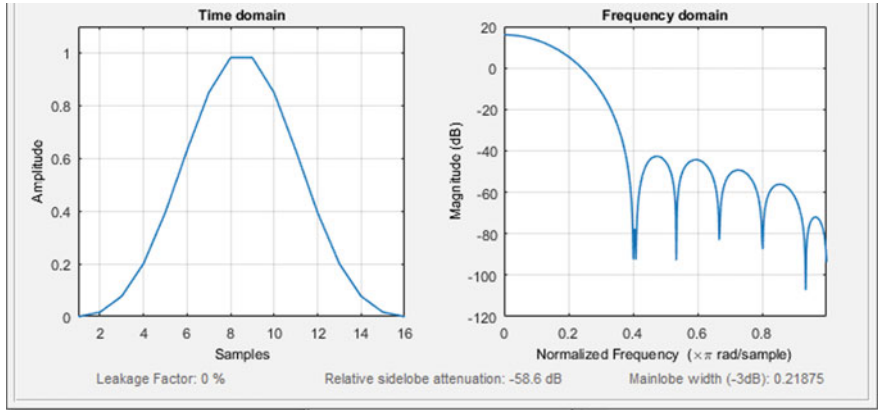 Time domain
1
0.8
0.6
0.4
0.2
0
Amplitude
2 4 6 8 10 12 14 16
Samples
Frequency domain
20
0
-20
-40
-60
-80
-100
-120
Magnitude (dB)
0 0.2 0.4 0.6 0.8
Normalized Frequency (×π rad/sample)
Leakage Factor: 0 % Relative sidelobe attenuation: -58.6 dB Mainlobe width (-3dB): 0.21875